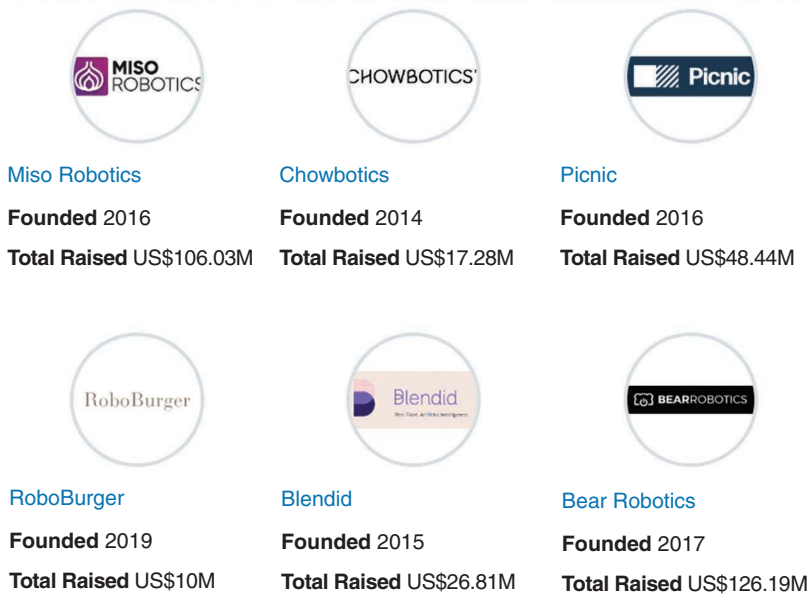 MISO
ROBOTICS
CHOWBOTICS
Picnic
Miso Robotics
Chowbotics
Picnic
Founded 2016
Founded 2014
Founded 2016
Total Raised US$106.03M
Total Raised US$17.28M
Total Raised US$48.44M
RoboBurger
Blendid
BEARROBOTICS
RoboBurger
Blendid
Bear Robotics
Founded 2019
Founded 2015
Founded 2017
Total Raised US$10M
Total Raised US$26.81M
Total Raised US$126.19M